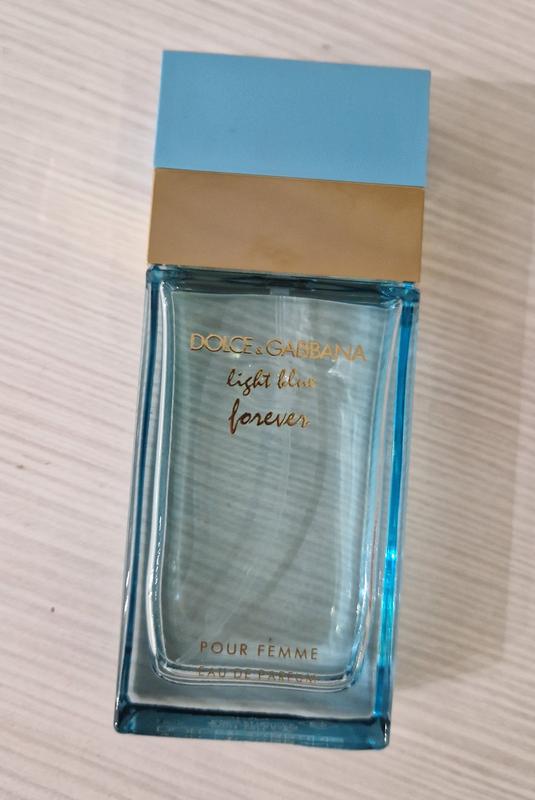 DOLCE & GABBANA
light blue
forever
POUR FEMME
EAU DE PARFUM